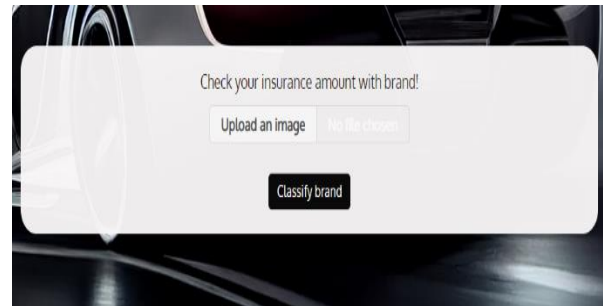 Check your insurance amount with brand!
Upload an image No file chosen
Classify brand